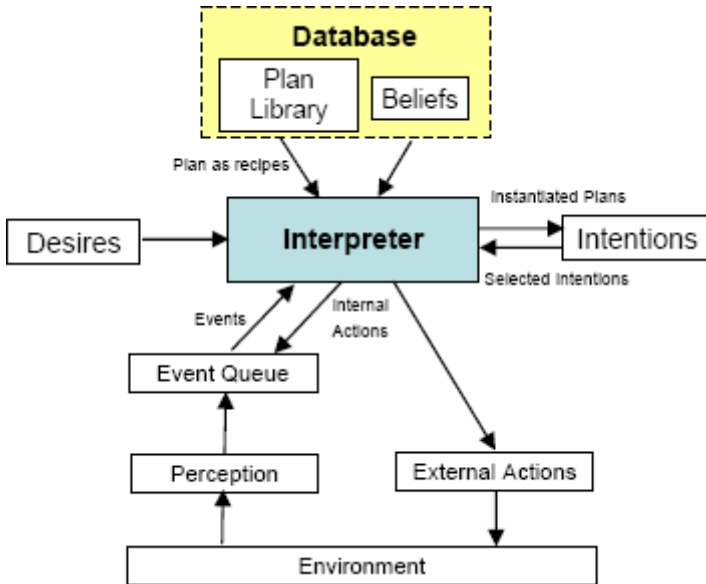 Database
Plan
Library
Beliefs
Plan as recipes
Instantiated Plans
Desires
Interpreter
Intentions
Selected Intentions
Events
Internal
Actions
Event Queue
Perception
External Actions
Environment